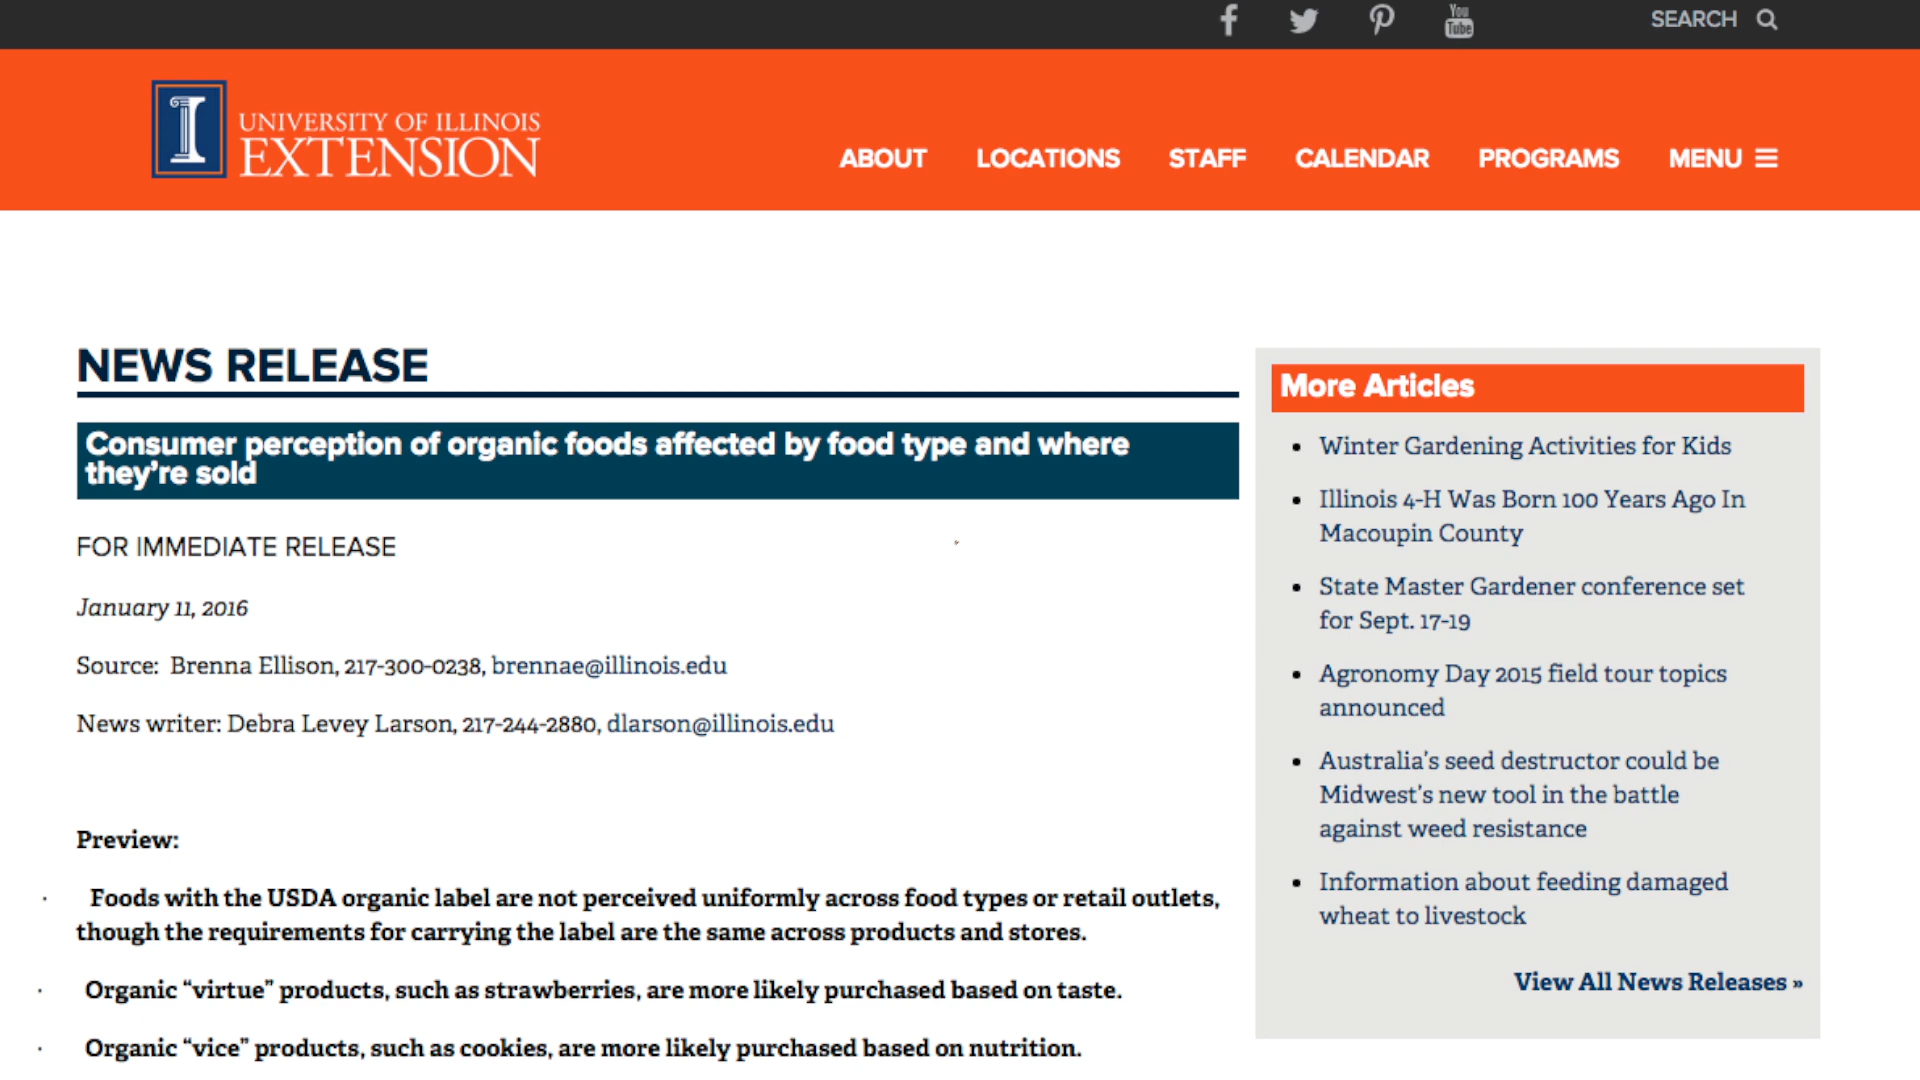 You
Tube
SEARCH
UNIVERSITY OF ILLINOIS
EXTENSION
ABOUT LOCATIONS STAFF CALENDAR PROGRAMS MENU
NEWS RELEASE
Consumer perception of organic foods affected by food type and where
they’re sold
FOR IMMEDIATE RELEASE
January 11, 2016
Source: Brenna Ellison, 217-300-0238, brennae@illinois.edu
News writer: Debra Levey Larson, 217-244-2880, dlarson@illinois.edu
Preview:
· Foods with the USDA organic label are not perceived uniformly across food types or retail outlets,
though the requirements for carrying the label are the same across products and stores.
· Organic “virtue” products, such as strawberries, are more likely purchased based on taste.
· Organic “vice” products, such as cookies, are more likely purchased based on nutrition.
More Articles
• Winter Gardening Activities for Kids
• Illinois 4-H Was Born 100 Years Ago In
Macoupin County
• State Master Gardener conference set
for Sept. 17-19
• Agronomy Day 2015 field tour topics
announced
• Australia’s seed destructor could be
Midwest’s new tool in the battle
against weed resistance
• Information about feeding damaged
wheat to livestock
View All News Releases »